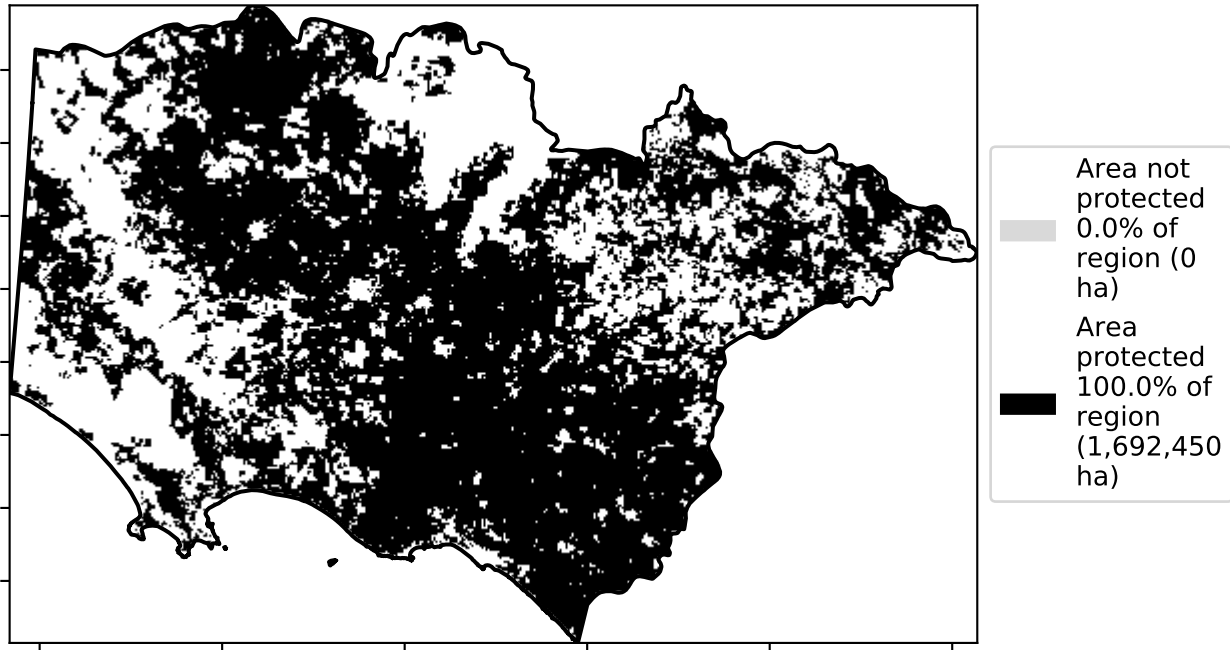 Area not
protected
0.0% of
region (0
ha)
Area
protected
100.0% of
region
(1,692,450
ha)